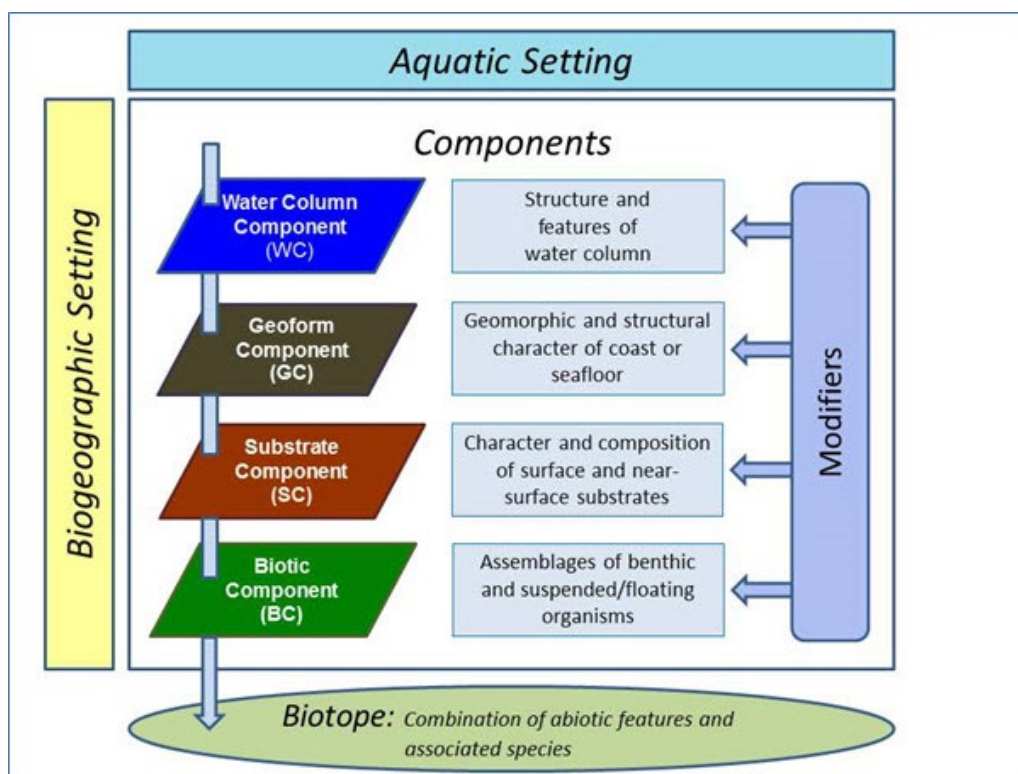 Aquatic Setting
Biogeographic Setting
Components
Water Column
Component
(WC)
Structure and
features of
water column
Geoform
Component
(GC)
Geomorphic and structural
character of coast or
seafloor
Substrate
Component
(SC)
Character and composition
of surface and near-
surface substrates
Biotic
Component
(BC)
Assemblages of benthic
and suspended/floating
organisms
Modifiers
Biotope: Combination of abiotic features and
associated species